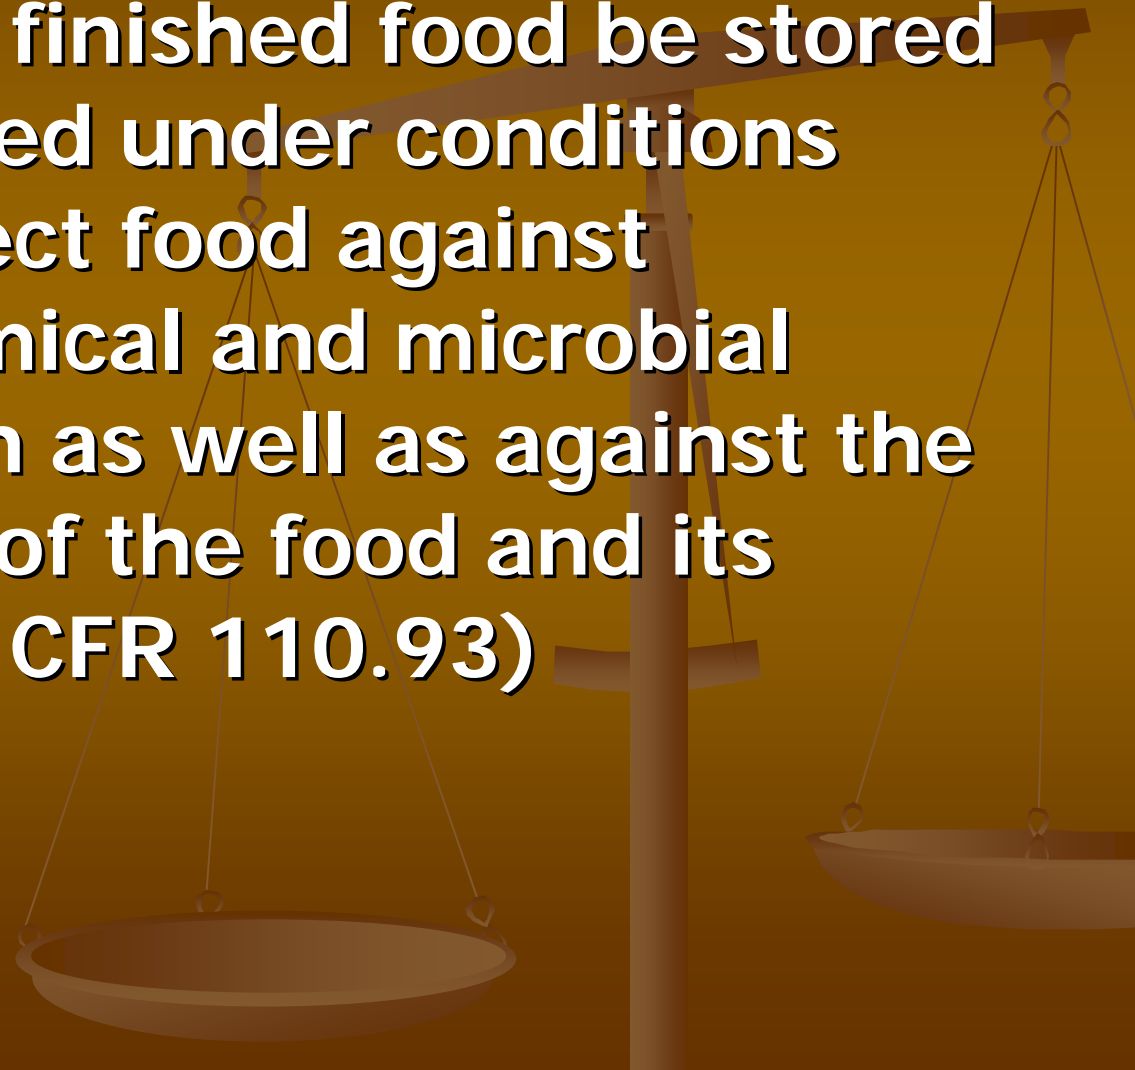 finished food be stored
ed under conditions
ect food against
mical and microbial
n as well as against the
of the food and its
CFR 110.93)